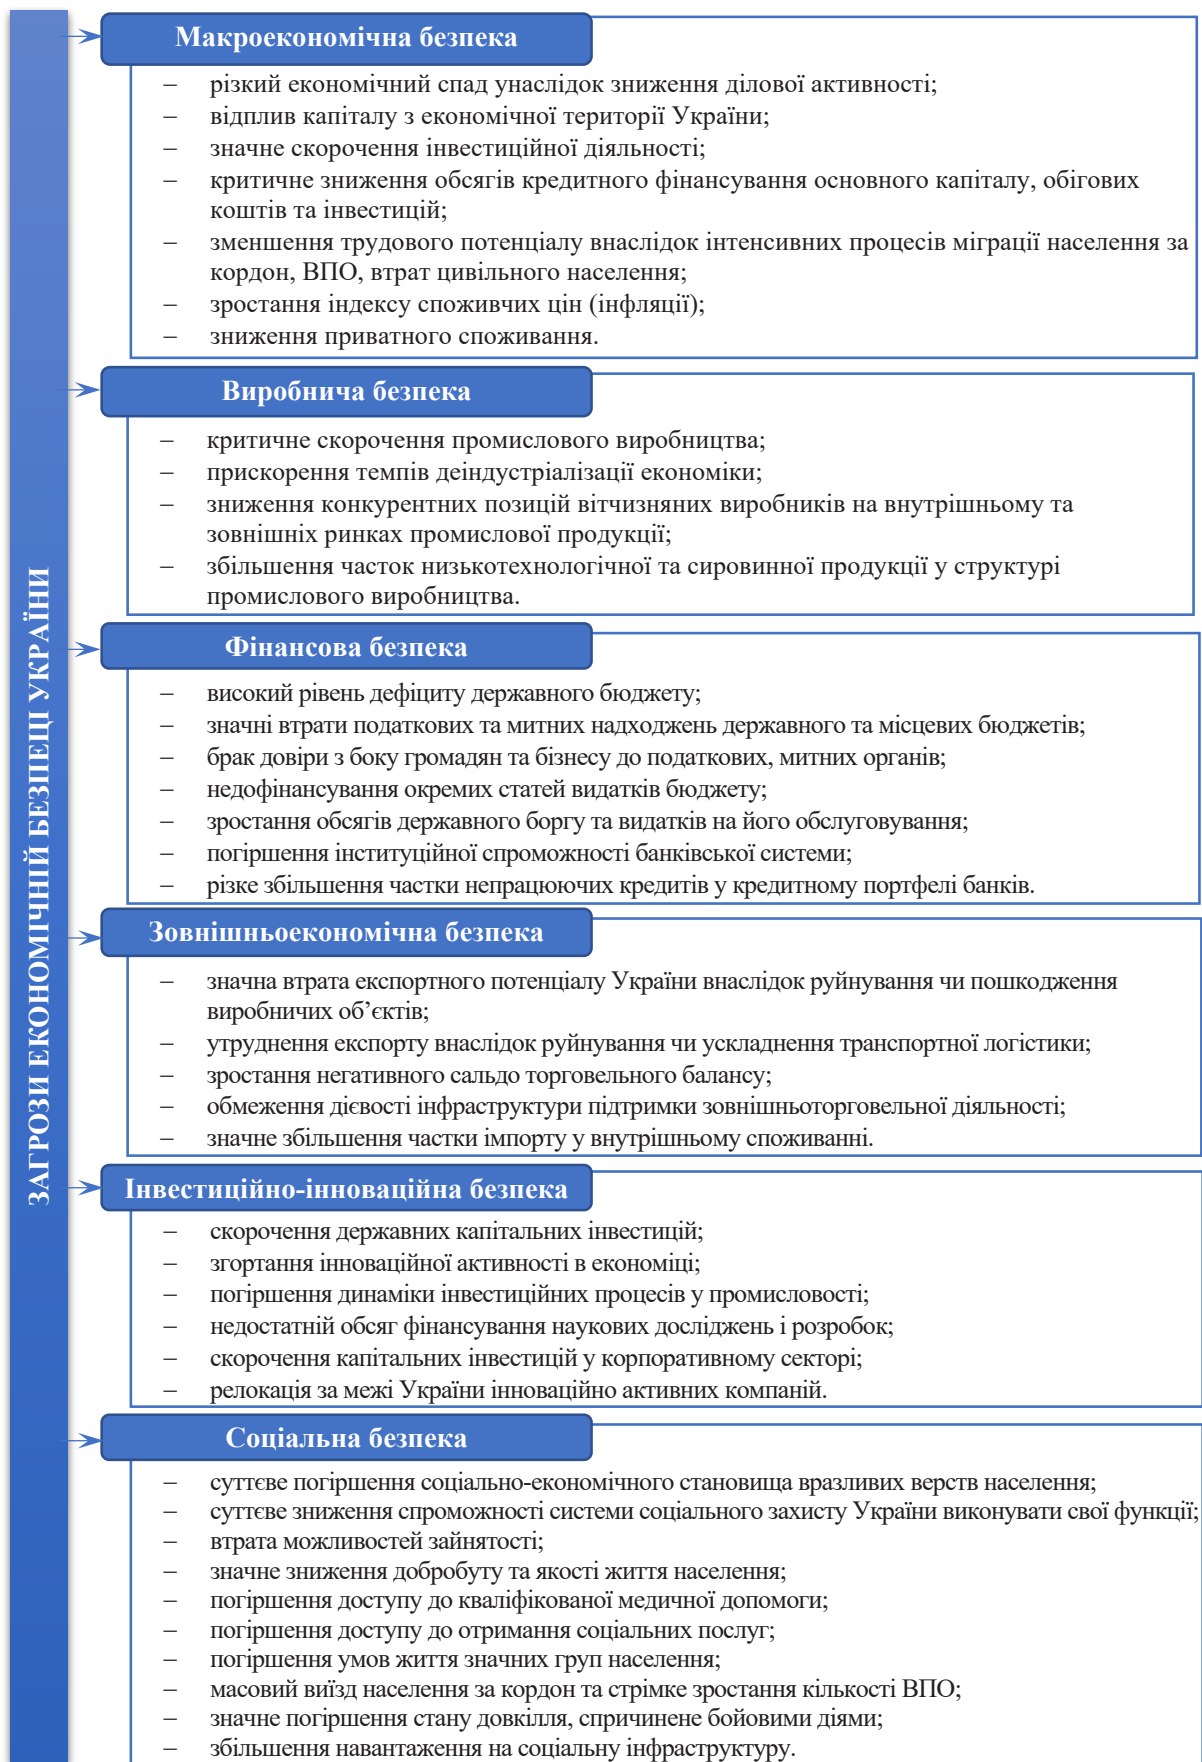 ЗАГРОЗИ ЕКОНОМІЧНІЙ БЕЗПЕЦІ УКРАЇНИ
Макроекономічна безпека
– різкий економічний спад унаслідок зниження ділової активності;
– відплив капіталу з економічної території України;
– значне скорочення інвестиційної діяльності;
– критичне зниження обсягів кредитного фінансування основного капіталу, обігових
коштів та інвестицій;
– зменшення трудового потенціалу внаслідок інтенсивних процесів міграції населення за
кордон, ВПО, втрат цивільного населення;
– зростання індексу споживчих цін (інфляції);
– зниження приватного споживання.
Виробнича безпека
– критичне скорочення промислового виробництва;
– прискорення темпів деіндустріалізації економіки;
– зниження конкурентних позицій вітчизняних виробників на внутрішньому та
зовнішніх ринках промислової продукції;
– збільшення часток низькотехнологічної та сировинної продукції у структурі
промислового виробництва.
Фінансова безпека
– високий рівень дефіциту державного бюджету;
– значні втрати податкових та митних надходжень державного та місцевих бюджетів;
– брак довіри з боку громадян та бізнесу до податкових, митних органів;
– недофінансування окремих статей видатків бюджету;
– зростання обсягів державного боргу та видатків на його обслуговування;
– погіршення інституційної спроможності банківської системи;
– різке збільшення частки непрацюючих кредитів у кредитному портфелі банків.
Зовнішньоекономічна безпека
– значна втрата експортного потенціалу України внаслідок руйнування чи пошкодження
виробничих об’єктів;
– утруднення експорту внаслідок руйнування чи ускладнення транспортної логістики;
– зростання негативного сальдо торговельного балансу;
– обмеження дієвості інфраструктури підтримки зовнішньоторговельної діяльності;
– значне збільшення частки імпорту у внутрішньому споживанні.
Інвестиційно-інноваційна безпека
– скорочення державних капітальних інвестицій;
– згортання інноваційної активності в економіці;
– погіршення динаміки інвестиційних процесів у промисловості;
– недостатній обсяг фінансування наукових досліджень і розробок;
– скорочення капітальних інвестицій у корпоративному секторі;
– релокація за межі України інноваційно активних компаній.
Соціальна безпека
– суттєве погіршення соціально-економічного становища вразливих верств населення;
– суттєве зниження спроможності системи соціального захисту України виконувати свої функції;
– втрата можливостей зайнятості;
– значне зниження добробуту та якості життя населення;
– погіршення доступу до кваліфікованої медичної допомоги;
– погіршення доступу до отримання соціальних послуг;
– погіршення умов життя значних груп населення;
– масовий виїзд населення за кордон та стрімке зростання кількості ВПО;
– значне погіршення стану довкілля, спричинене бойовими діями;
– збільшення навантаження на соціальну інфраструктуру.